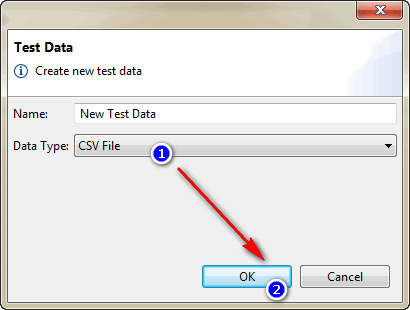 Test Data
Create new test data
Name: New Test Data
Data Type: CSV File
1
OK Cancel
2